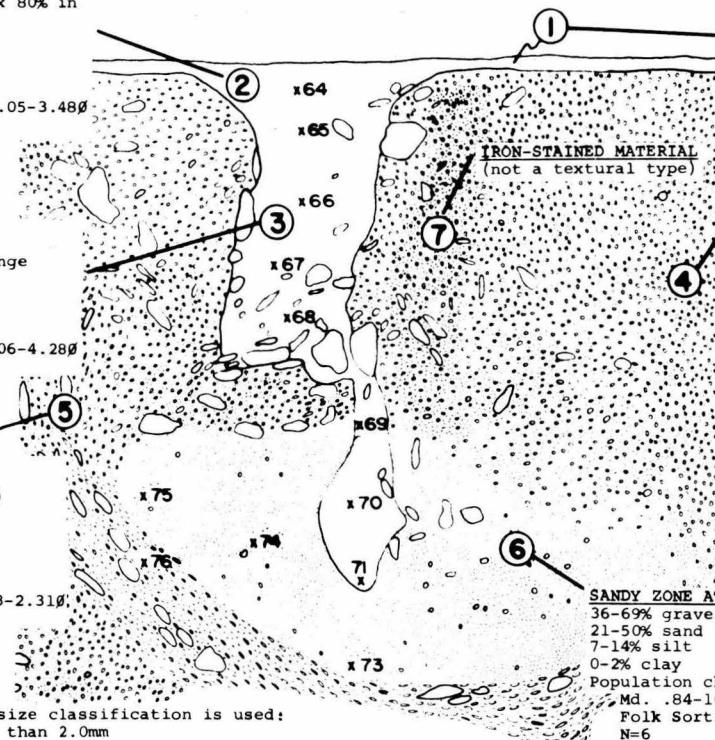 80% in
1
2
x64
.05-3.48ø
x65
IRON-STAINED MATERIAL
(not a textural type)
x66
3
7
nge
x67
4
x68
06-4.28ø
5
x69
x75
x70
x74
6
x76
71
x
SANDY ZONE
36-69% grave
-2.31ø
21-50% sand
7-14% silt
0-2% clay
x73
Population
Md. .84-1
size classification is used:
Folk Sort
than 2.0mm
N=6